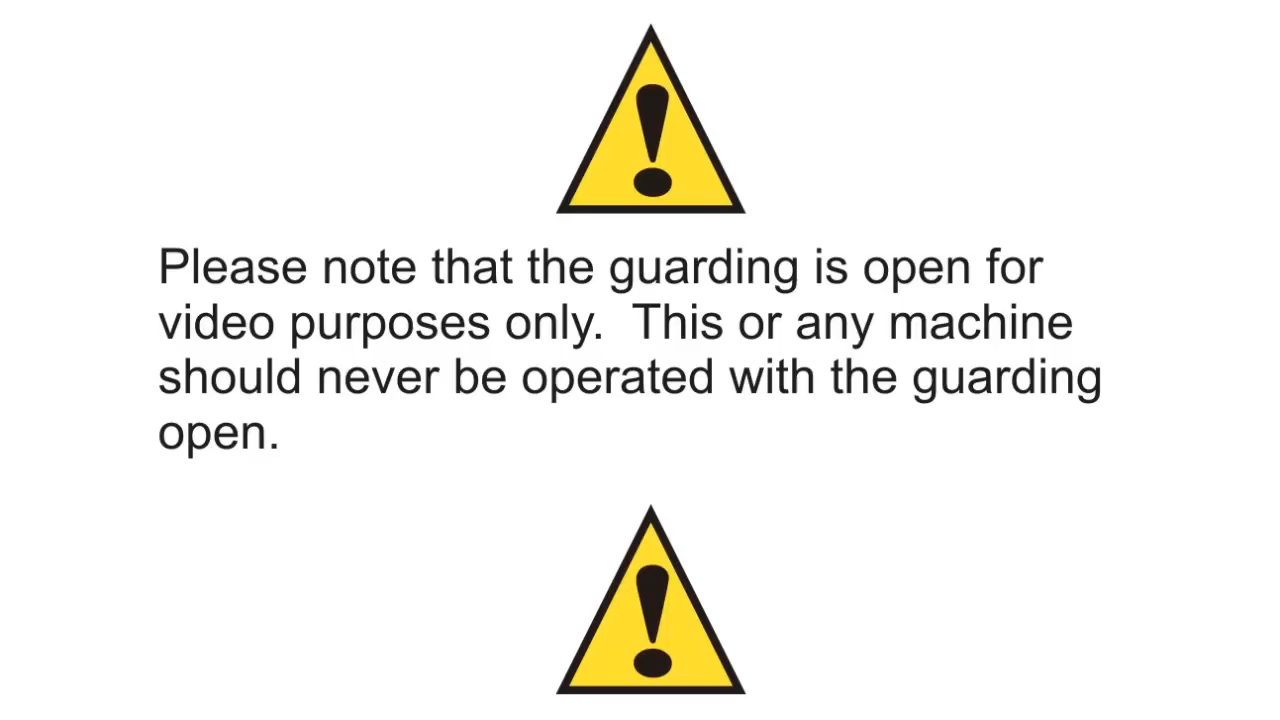 Please note that the guarding is open for
video purposes only.  This or any machine
should never be operated with the guarding
open.